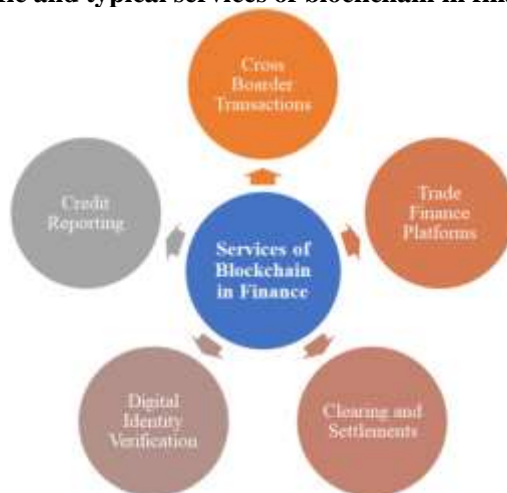 and typical services of blockchain in
Cross
Boarder
Transactions
Trade
Finance
Platforms
Clearing and
Settlements
Digital
Identity
Verification
Credit
Reporting
Services of
Blockchain
in Finance